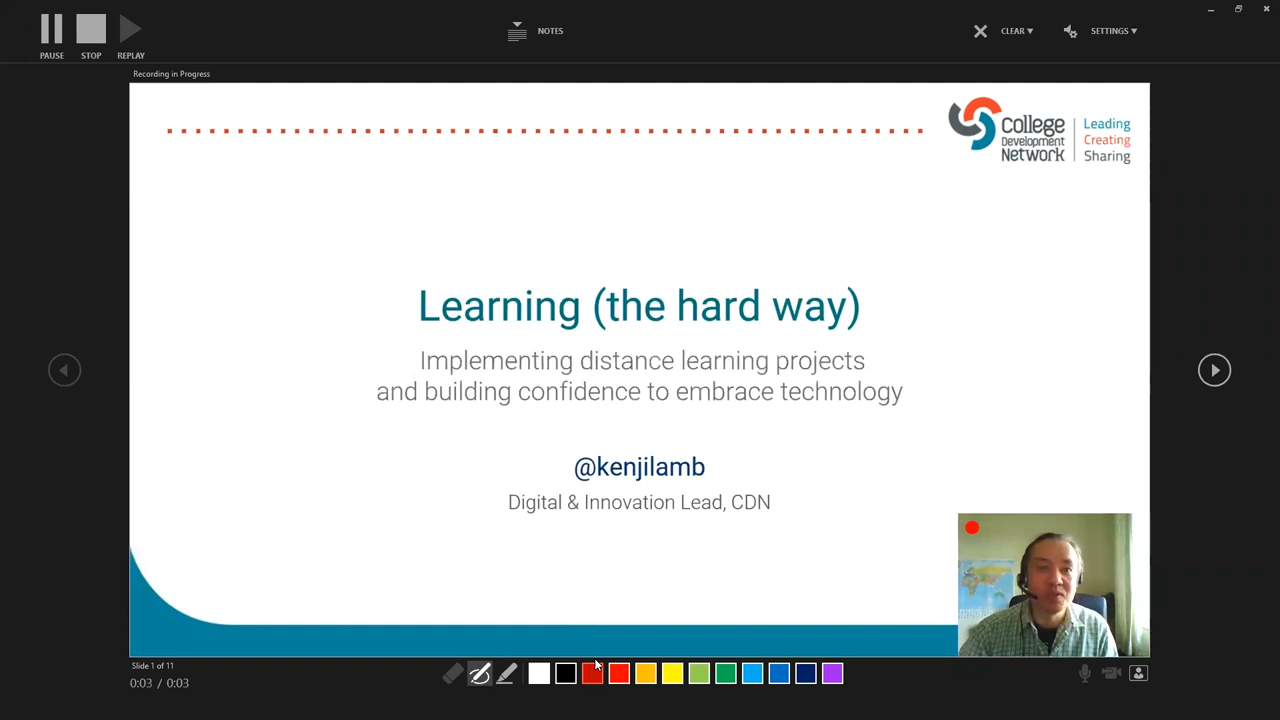 PAUSE
STOP
REPLAY
NOTES
CLEAR
SETTINGS
Recording in Progress
College
Development
Network
Leading
Creating
Sharing
Learning (the hard way)
Implementing distance learning projects
and building confidence to embrace technology
@kenjilamb
Digital & Innovation Lead, CDN
Slide 1 of 11
0:03 / 0:03